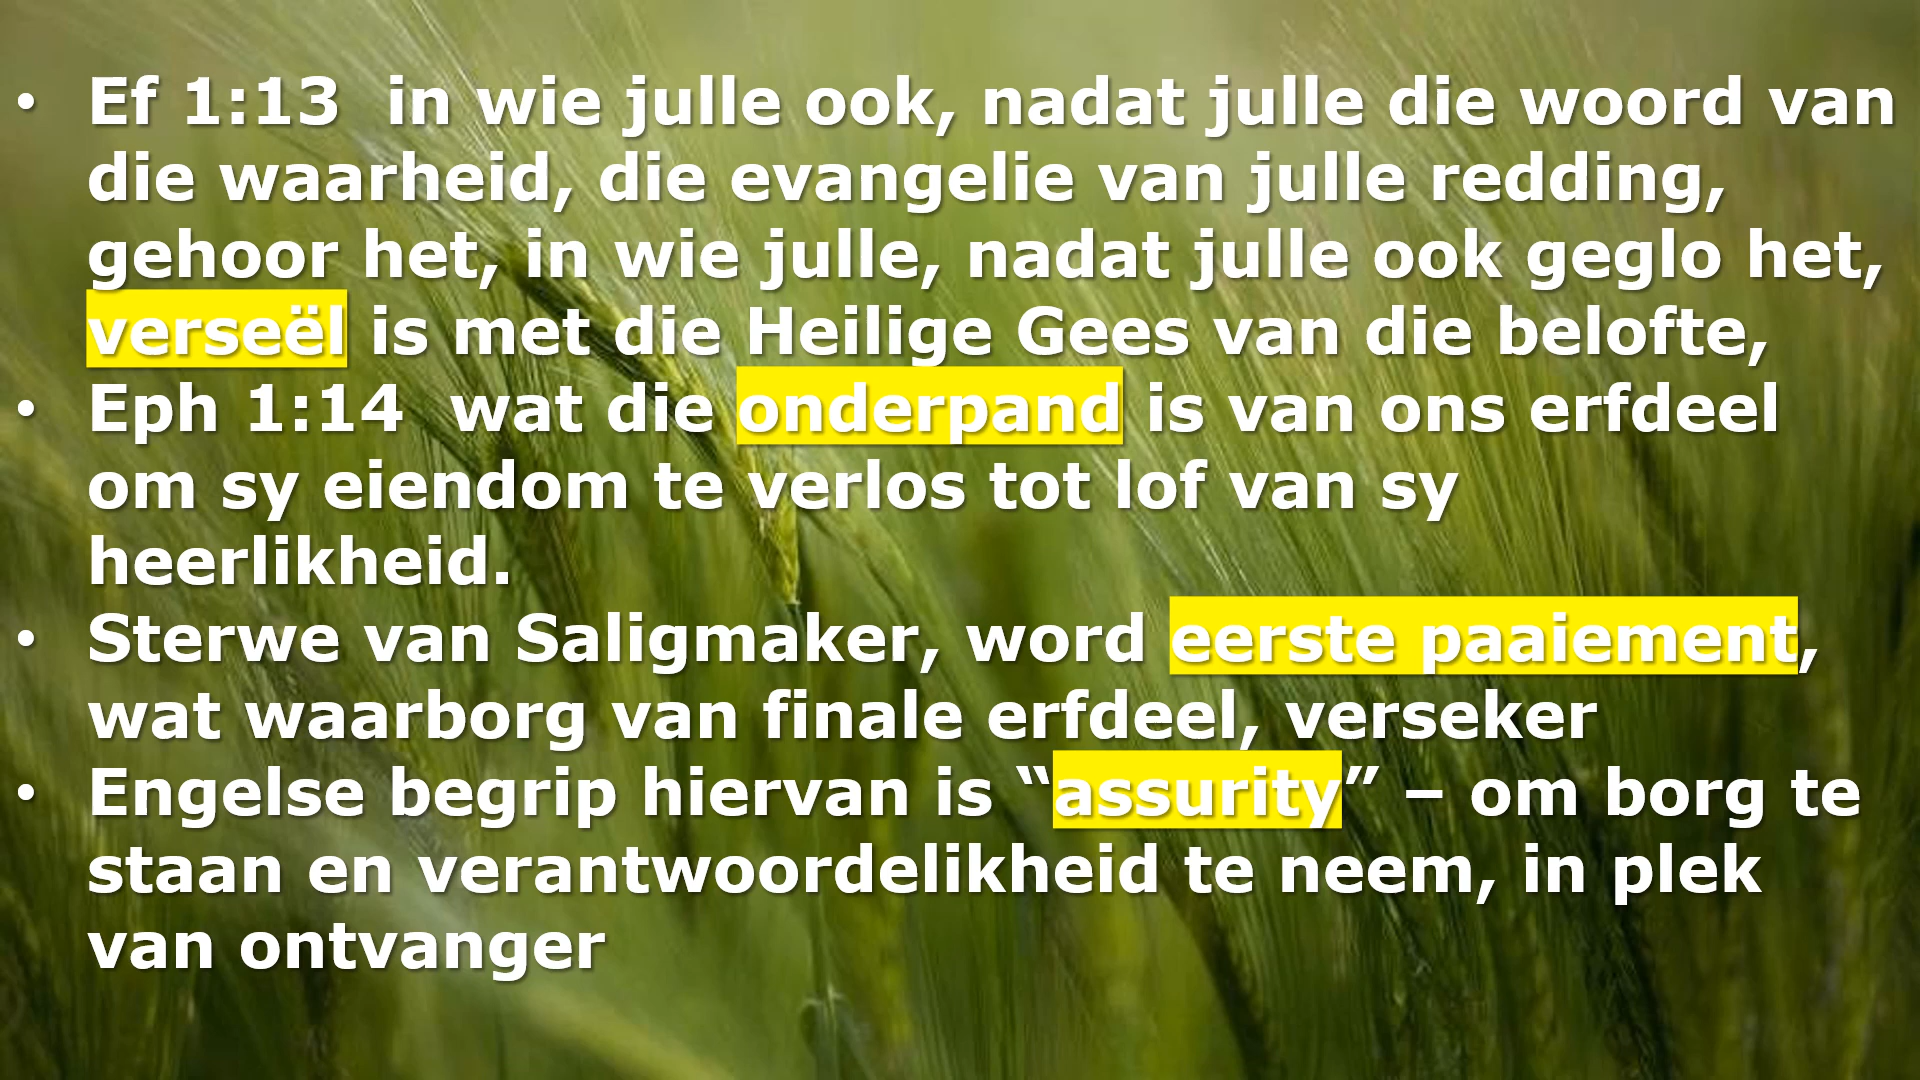 • Ef 1:13  in wie julle ook, nadat julle die woord van
die waarheid, die evangelie van julle redding,
gehoor het, in wie julle, nadat julle ook geglo het,
verseël is met die Heilige Gees van die belofte,
• Eph 1:14  wat die onderpand is van ons erfdeel
om sy eiendom te verlos tot lof van sy
heerlikheid.
• Sterwe van Saligmaker, word eerste paaiement,
wat waarborg van finale erfdeel, verseker
• Engelse begrip hiervan is “assurity” – om borg te
staan en verantwoordelikheid te neem, in plek
van ontvanger